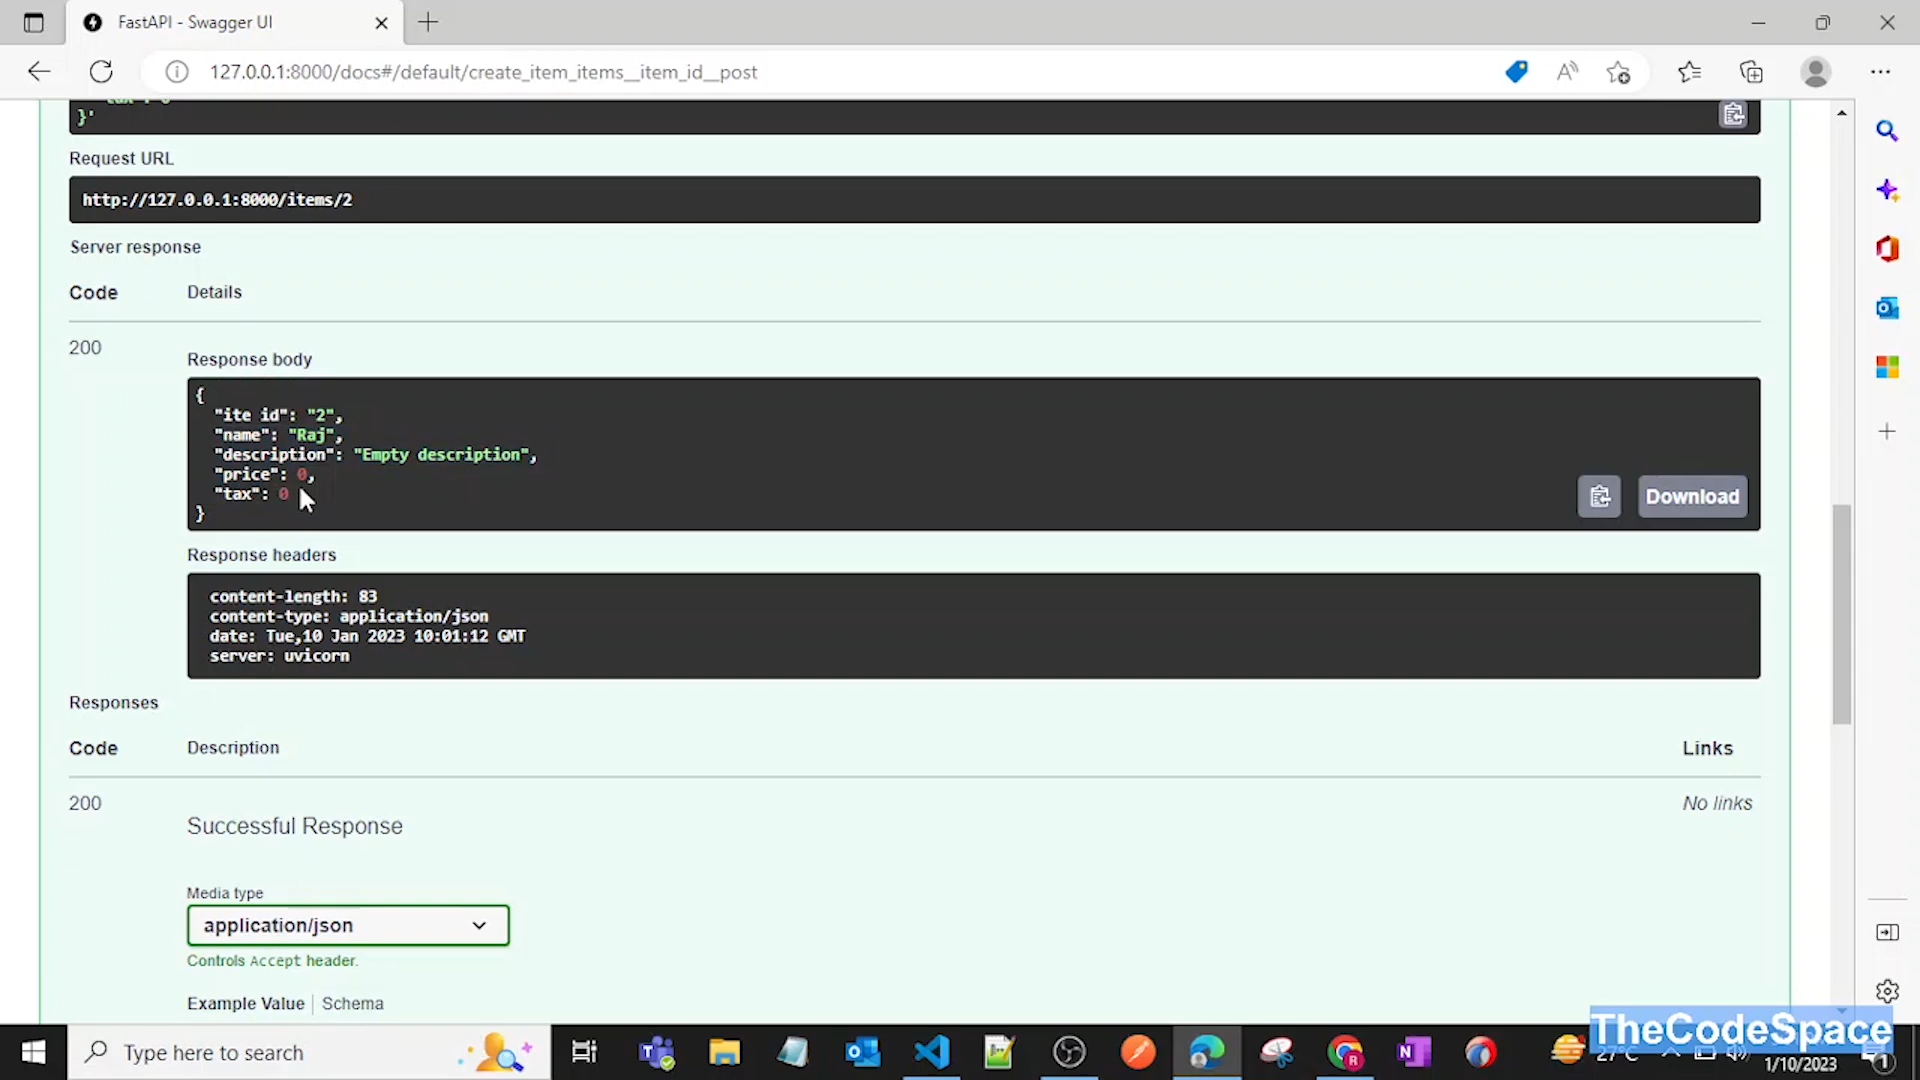 FastAPI - Swagger UI
127.0.0.1:8000/docs#/default/create_item_items__item_id__post
}'
Request URL
http://127.0.0.1:8000/items/2
Server response
Code Details
200
Response body
{
"ite id": "2",
"name": "Raj",
"description": "Empty description",
"price": 0,
"tax": 0
}
Download
Response headers
content-length: 83
content-type: application/json
date: Tue,10 Jan 2023 10:01:12 GMT
server: uvicorn
Responses
Code Description Links
200 No links
Successful Response
Media type
application/json
Controls Accept header.
Example Value Schema
TheCodeSpace
Type here to search
27°C
1/10/2023